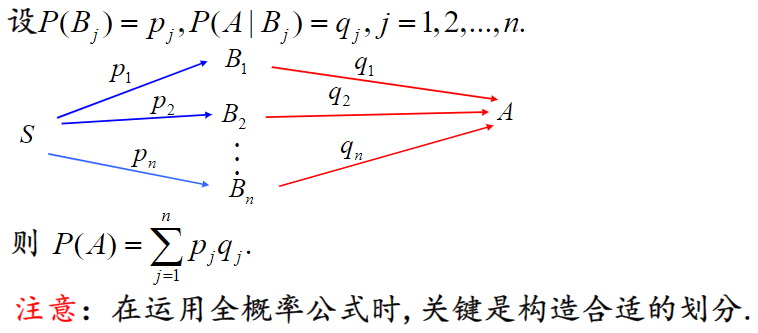 设P(B_j) = p_j, P(A | B_j) = q_j, j = 1, 2, ..., n.
p_1 B_1 q_1
S p_2 B_2 q_2 A
⋮
p_n B_n q_n
则 P(A) = \sum_{j=1}^{n} p_j q_j.
注意：在运用全概率公式时, 关键是构造合适的划分.